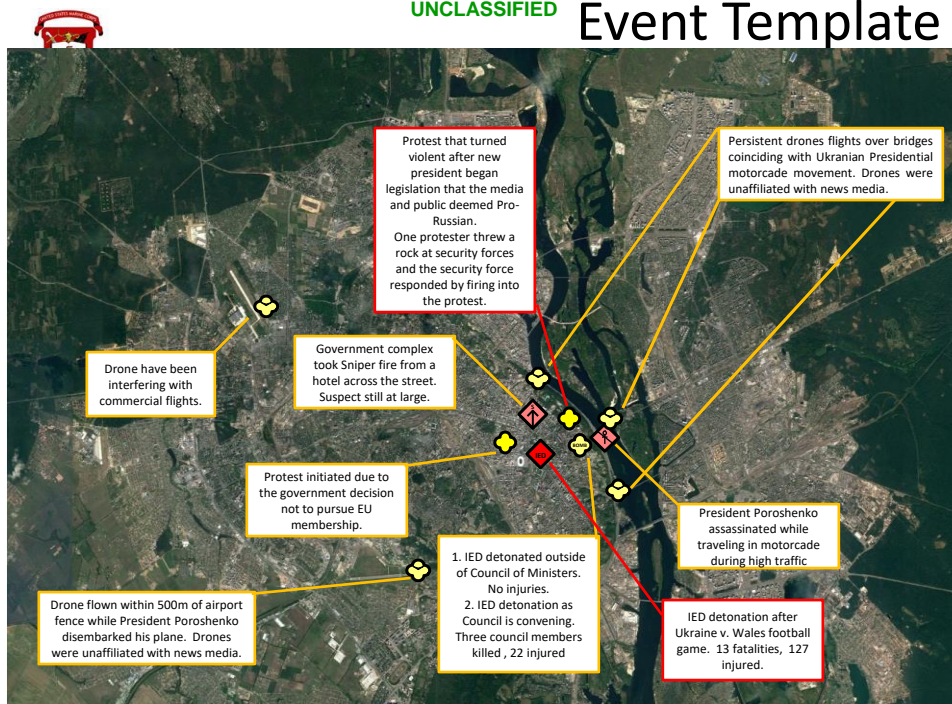 UNCLASSIFIED
Event Template
UNITED STATES MARINE CORPS
Protest that turned
violent after new
president began
legislation that the media
and public deemed Pro-
Russian.
One protester threw a
rock at security forces
and the security force
responded by firing into
the protest.
Persistent drones flights over bridges
coinciding with Ukranian Presidential
motorcade movement. Drones were
unaffiliated with news media.
Drone have been
interfering with
commercial flights.
Government complex
took Sniper fire from a
hotel across the street.
Suspect still at large.
BOMB
IED
0
Protest initiated due to
the government decision
not to pursue EU
membership.
President Poroshenko
assassinated while
traveling in motorcade
during high traffic
1. IED detonated outside
of Council of Ministers.
No injuries.
2. IED detonation as
Council is convening.
Three council members
killed , 22 injured
Drone flown within 500m of airport
fence while President Poroshenko
disembarked his plane. Drones
were unaffiliated with news media.
IED detonation after
Ukraine v. Wales football
game. 13 fatalities, 127
injured.